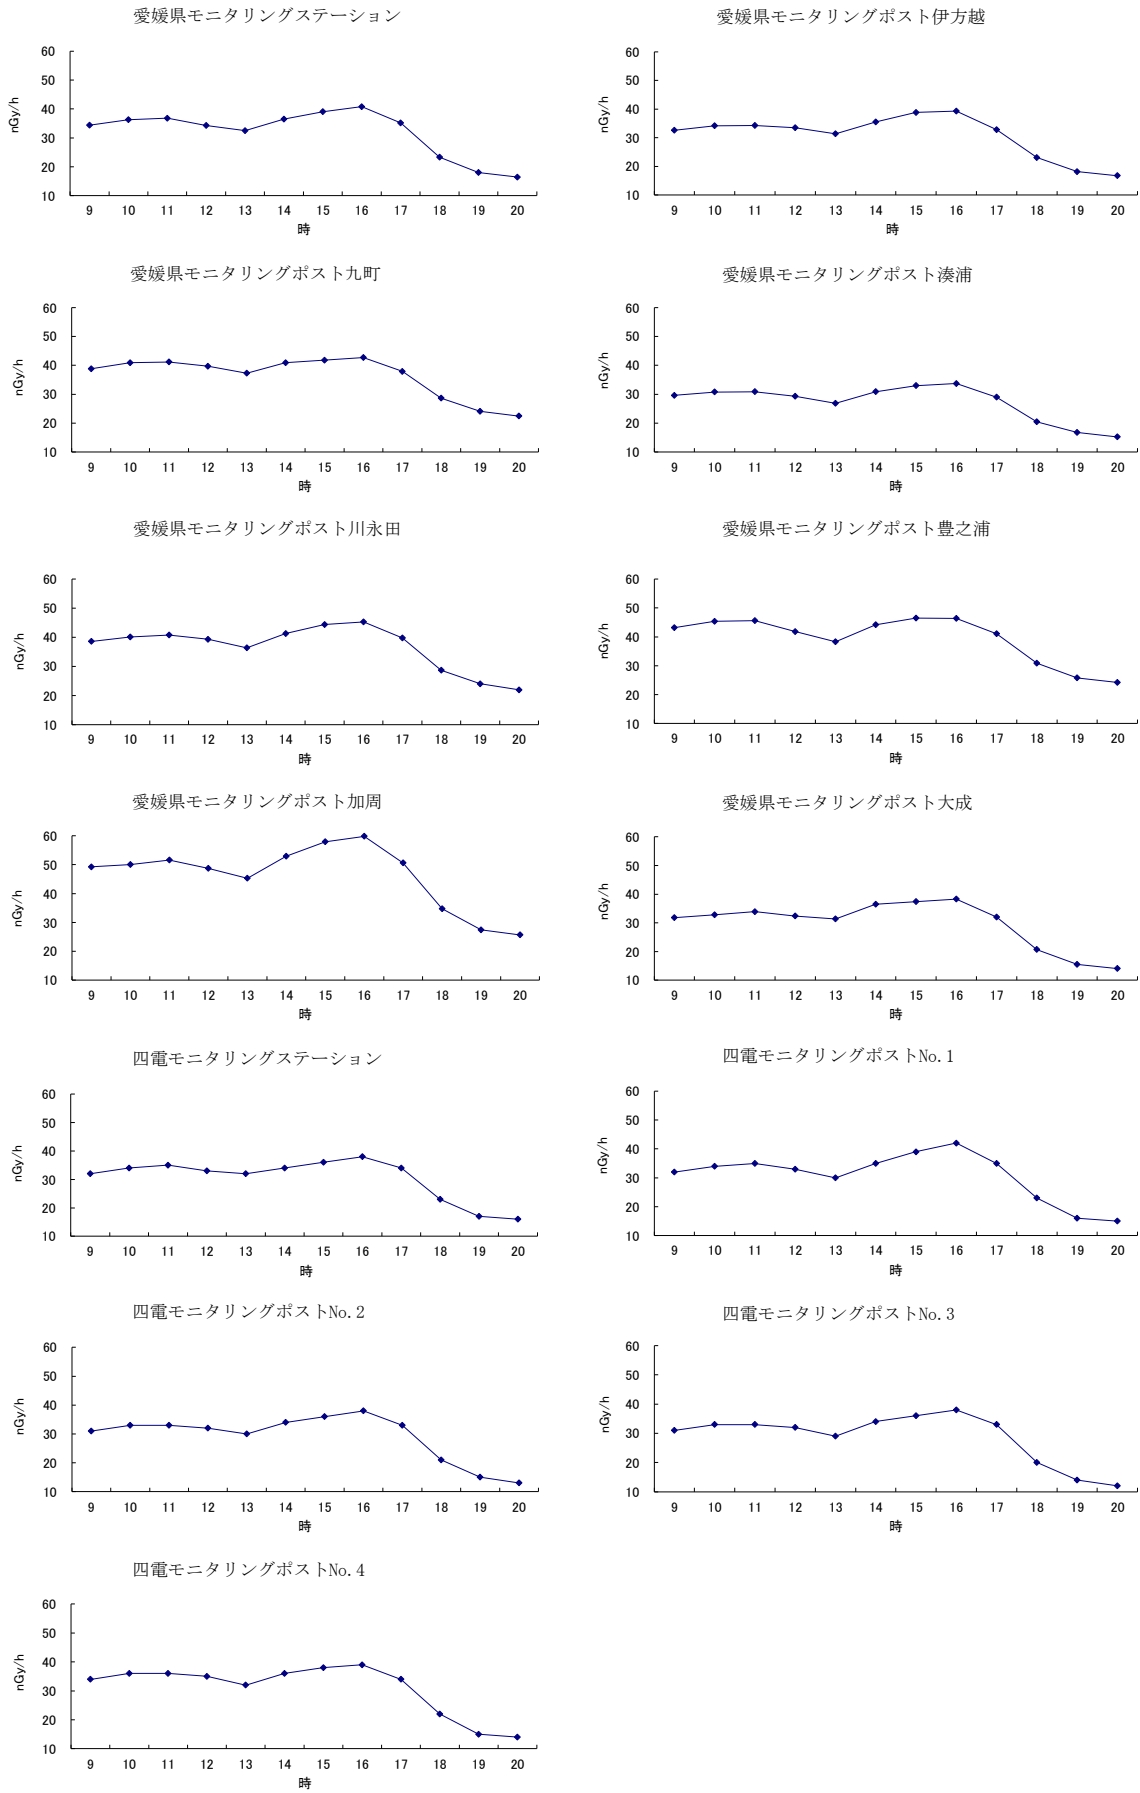 愛媛県モニタリングステーション
60
50
40
30
20
10
nGy/h
9 10 11 12 13 14 15 16 17 18 19 20
時
愛媛県モニタリングポスト伊方越
60
50
40
30
20
10
nGy/h
9 10 11 12 13 14 15 16 17 18 19 20
時
愛媛県モニタリングポスト九町
60
50
40
30
20
10
nGy/h
9 10 11 12 13 14 15 16 17 18 19 20
時
愛媛県モニタリングポスト湊浦
60
50
40
30
20
10
nGy/h
9 10 11 12 13 14 15 16 17 18 19 20
時
愛媛県モニタリングポスト川永田
60
50
40
30
20
10
nGy/h
9 10 11 12 13 14 15 16 17 18 19 20
時
愛媛県モニタリングポスト豊之浦
60
50
40
30
20
10
nGy/h
9 10 11 12 13 14 15 16 17 18 19 20
時
愛媛県モニタリングポスト加周
60
50
40
30
20
10
nGy/h
9 10 11 12 13 14 15 16 17 18 19 20
時
愛媛県モニタリングポスト大成
60
50
40
30
20
10
nGy/h
9 10 11 12 13 14 15 16 17 18 19 20
時
四電モニタリングステーション
60
50
40
30
20
10
nGy/h
9 10 11 12 13 14 15 16 17 18 19 20
時
四電モニタリングポストNo.1
60
50
40
30
20
10
nGy/h
9 10 11 12 13 14 15 16 17 18 19 20
時
四電モニタリングポストNo.2
60
50
40
30
20
10
nGy/h
9 10 11 12 13 14 15 16 17 18 19 20
時
四電モニタリングポストNo.3
60
50
40
30
20
10
nGy/h
9 10 11 12 13 14 15 16 17 18 19 20
時
四電モニタリングポストNo.4
60
50
40
30
20
10
nGy/h
9 10 11 12 13 14 15 16 17 18 19 20
時